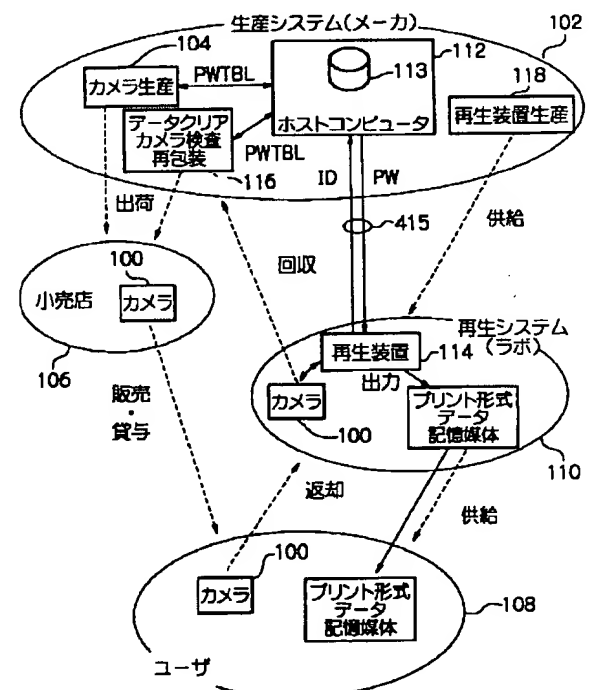 生産システム(メーカ)
102
104
112
PWTBL
113
118
カメラ生産
データクリア
カメラ検査
再包装
ホストコンピュータ
再生装置生産
PWTBL
116
ID
PW
出荷
415
供給
回収
100
小売店
カメラ
106
再生システム
(ラボ)
再生装置
114
出力
カメラ
100
プリント形式
データ
記憶媒体
110
販売
・
貸与
返却
供給
100
カメラ
プリント形式
データ
記憶媒体
108
ユーザ